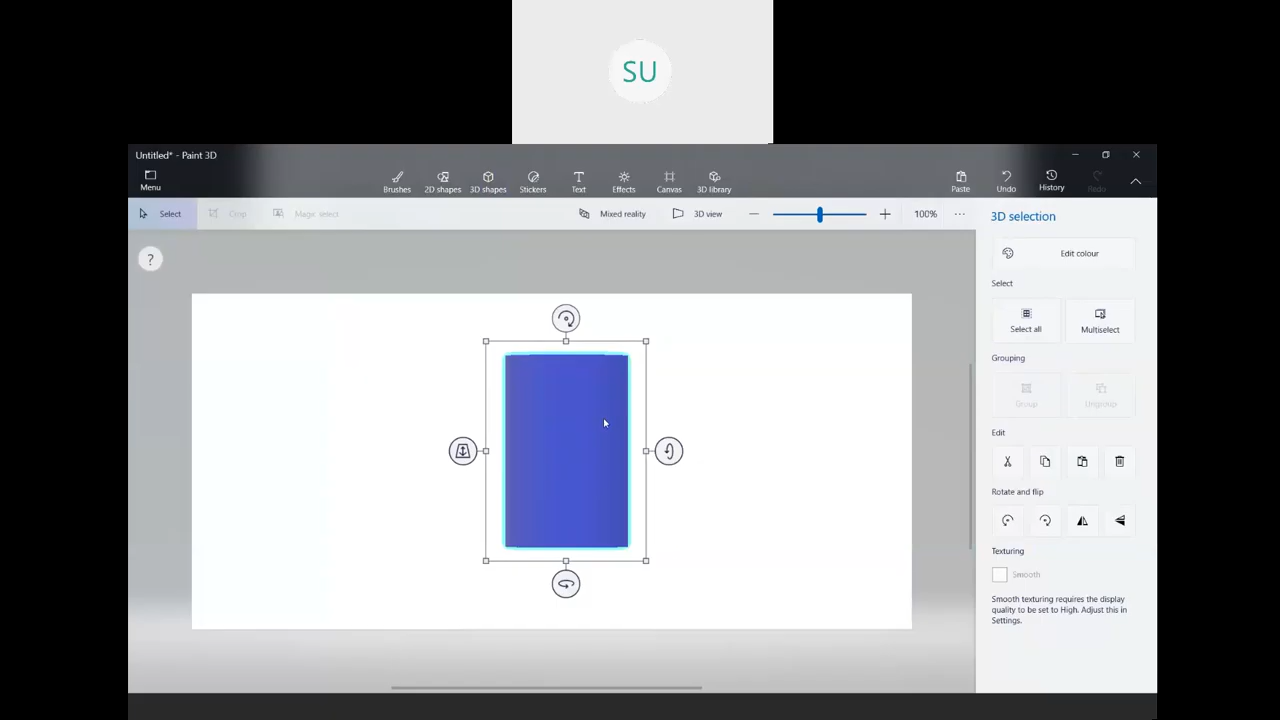 SU
Untitled* - Paint 3D
Menu
Brushes
2D shapes
3D shapes
Stickers
Text
Effects
Canvas
3D library
Paste
Undo
History
Redo
Select
Crop
Magic select
Mixed reality
3D view
100%
?
3D selection
Edit colour
Select
Select all
Multiselect
Grouping
Group
Ungroup
Edit
Rotate and flip
Texturing
Smooth
Smooth texturing requires the
display quality to be set to High. Adjust this in
Settings.